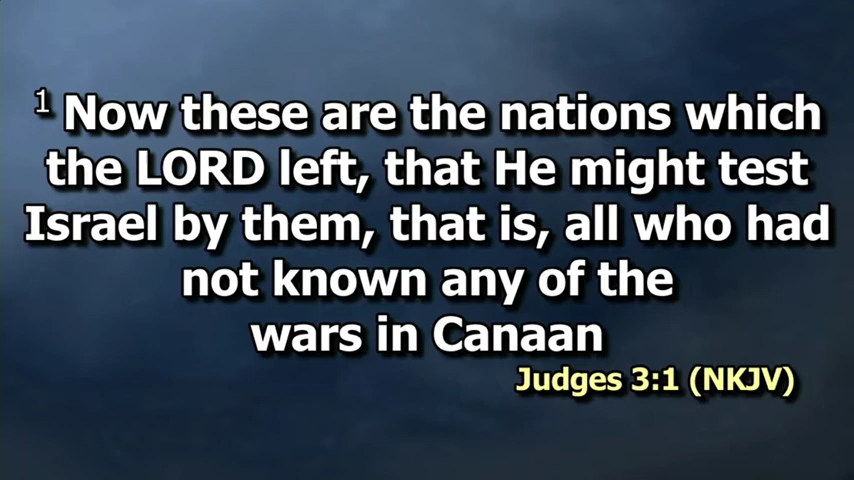 1 Now these are the nations which
the LORD left, that He might test
Israel by them, that is, all who had
not known any of the
wars in Canaan
Judges 3:1 (NKJV)